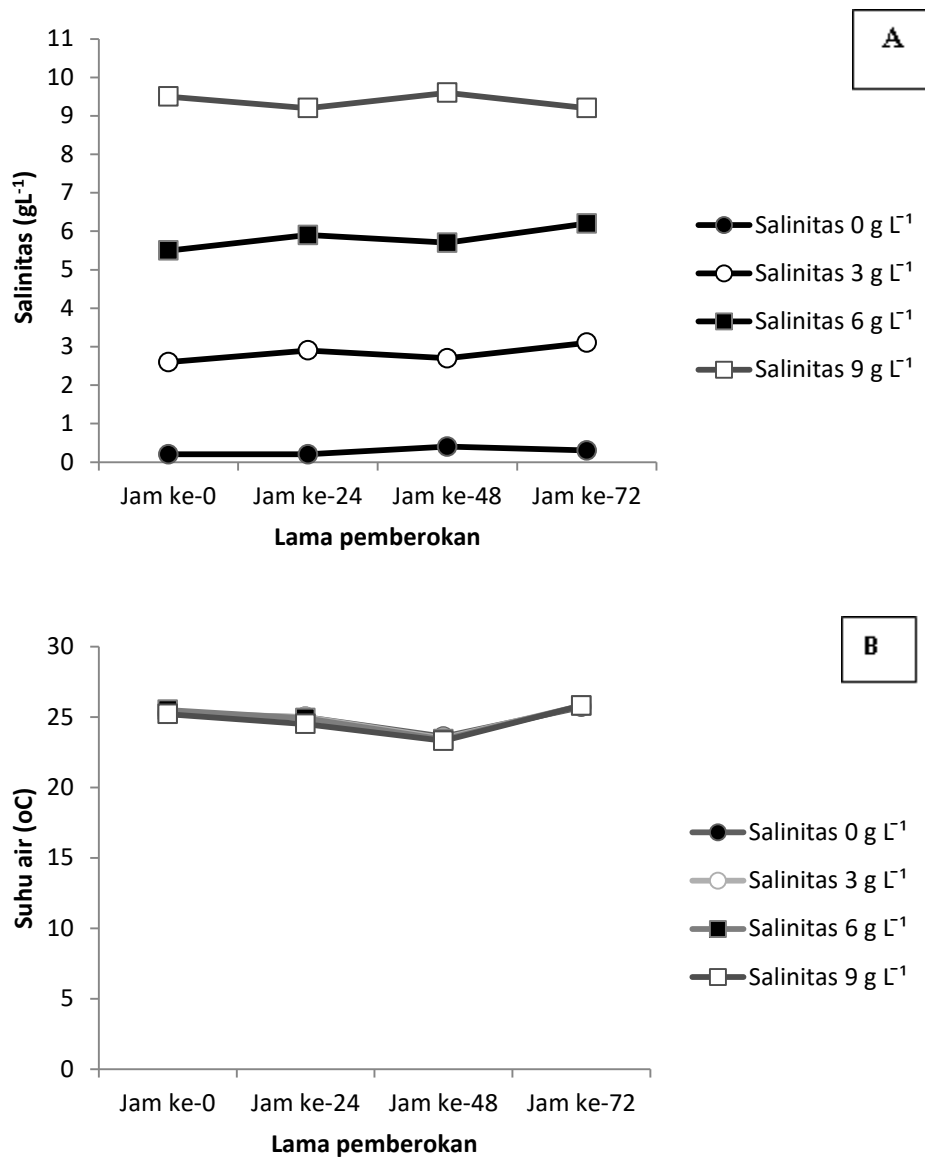 A
11
10
9
8
7
6
5
4
3
2
1
0
Salinitas (gL⁻¹)
Jam ke-0 Jam ke-24 Jam ke-48 Jam ke-72
Lama pemberokan
Salinitas 0 g L⁻¹
Salinitas 3 g L⁻¹
Salinitas 6 g L⁻¹
Salinitas 9 g L⁻¹
B
30
25
20
15
10
5
0
Suhu air (oC)
Jam ke-0 Jam ke-24 Jam ke-48 Jam ke-72
Lama pemberokan
Salinitas 0 g L⁻¹
Salinitas 3 g L⁻¹
Salinitas 6 g L⁻¹
Salinitas 9 g L⁻¹